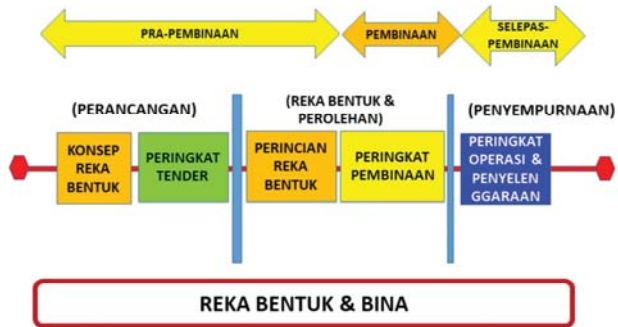 PRA-PEMBINAAN
PEMBINAAN
SELEPAS-
PEMBINAAN
(PERANCANGAN)
(REKA BENTUK &
PEROLEHAN)
(PENYEMPURNAAN)
KONSEP
REKA
BENTUK
PERINGKAT
TENDER
PERINCIAN
REKA
BENTUK
PERINGKAT
PEMBINAAN
PERINGKAT
OPERASI &
PENYELEN
GGARAAN
REKA BENTUK & BINA